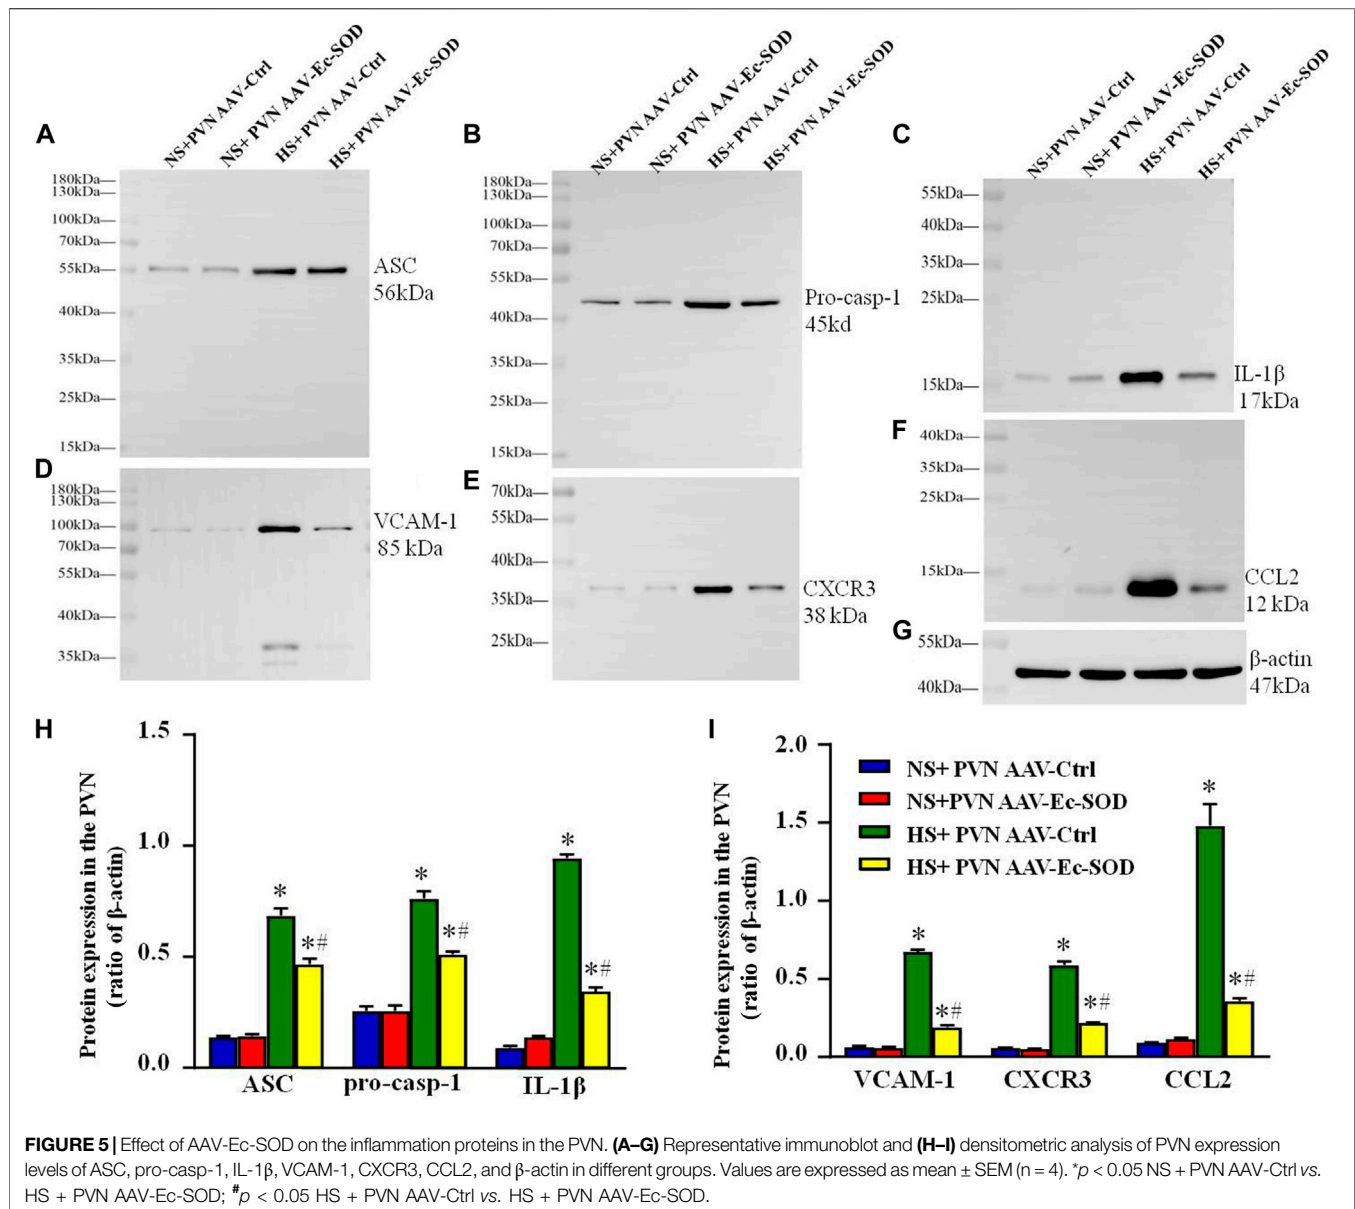 A
NS+PVN AAV-Ctrl
NS+ PVN AAV-Ec-SOD
HS+ PVN AAV-Ctrl
HS+ PVN AAV-Ec-SOD
180kDa
130kDa
100kDa
70kDa
55kDa
40kDa
35kDa
25kDa
15kDa
ASC
56kDa
B
NS+PVN AAV-Ctrl
NS+ PVN AAV-Ec-SOD
HS+ PVN AAV-Ctrl
HS+ PVN AAV-Ec-SOD
180kDa
130kDa
100kDa
70kDa
55kDa
40kDa
35kDa
25kDa
15kDa
Pro-casp-1
45kd
C
NS+PVN AAV-Ctrl
NS+ PVN AAV-Ec-SOD
HS+ PVN AAV-Ctrl
HS+ PVN AAV-Ec-SOD
55kDa
40kDa
35kDa
25kDa
15kDa
IL-1β
17kDa
D
180kDa
130kDa
100kDa
70kDa
55kDa
40kDa
35kDa
VCAM-1
85 kDa
E
70kDa
55kDa
40kDa
35kDa
25kDa
CXCR3
38 kDa
F
40kDa
35kDa
25kDa
15kDa
CCL2
12 kDa
G
55kDa
40kDa
β-actin
47kDa
H
Protein expression in the PVN
(ratio of β-actin)
1.5
1.0
0.5
0.0
*
*#
*
*#
*
*#
ASC
pro-casp-1
IL-1β
I
Protein expression in the PVN
(ratio of β-actin)
2.0
1.5
1.0
0.5
0.0
NS+ PVN AAV-Ctrl
NS+PVN AAV-Ec-SOD
HS+ PVN AAV-Ctrl
HS+ PVN AAV-Ec-SOD
*
*#
*
*#
*
*#
VCAM-1
CXCR3
CCL2
FIGURE 5 | Effect of AAV-Ec-SOD on the inflammation proteins in the PVN. (A–G) Representative immunoblot and (H–I) densitometric analysis of PVN expression
levels of ASC, pro-casp-1, IL-1β, VCAM-1, CXCR3, CCL2, and β-actin in different groups. Values are expressed as mean ± SEM (n = 4). *p < 0.05 NS + PVN AAV-Ctrl vs.
HS + PVN AAV-Ec-SOD; #p < 0.05 HS + PVN AAV-Ctrl vs. HS + PVN AAV-Ec-SOD.